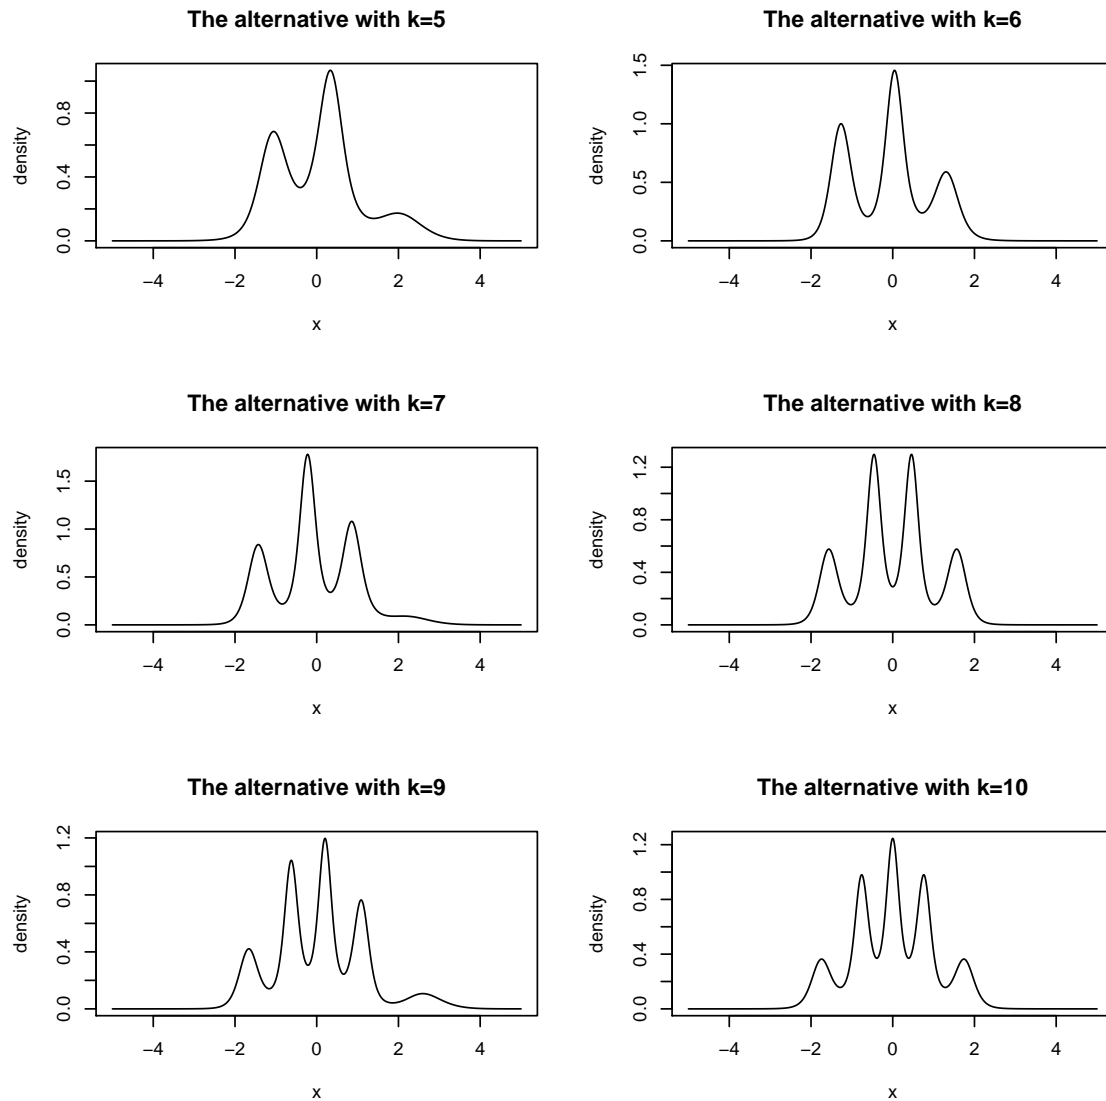 The alternative with k=5
density
0.0 0.4 0.8
−4 −2 0 2 4
x
The alternative with k=6
density
0.0 0.5 1.0 1.5
−4 −2 0 2 4
x
The alternative with k=7
density
0.0 0.5 1.0 1.5
−4 −2 0 2 4
x
The alternative with k=8
density
0.0 0.4 0.8 1.2
−4 −2 0 2 4
x
The alternative with k=9
density
0.0 0.4 0.8 1.2
−4 −2 0 2 4
x
The alternative with k=10
density
0.0 0.4 0.8 1.2
−4 −2 0 2 4
x